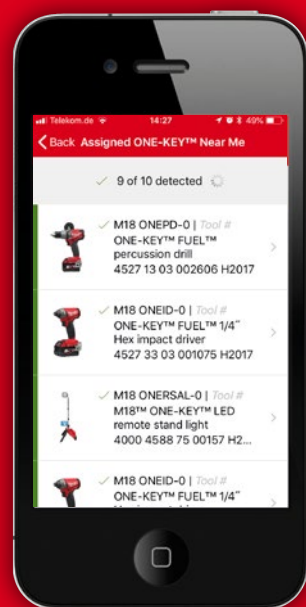 Telekom.de 14:27 49%
Back Assigned ONE-KEY™ Near Me
✓ 9 of 10 detected
✓ M18 ONEPD-0 | Tool #
ONE-KEY™ FUEL™
percussion drill
4527 13 03 002606 H2017
✓ M18 ONEID-0 | Tool #
ONE-KEY™ FUEL™ 1/4˝
Hex impact driver
4527 33 03 001075 H2017
✓ M18 ONERSAL-0 | Tool #
M18™ ONE-KEY™ LED
remote stand light
4000 4588 75 00157 H2...
✓ M18 ONEID-0 | Tool #
ONE-KEY™ FUEL™ 1/4˝